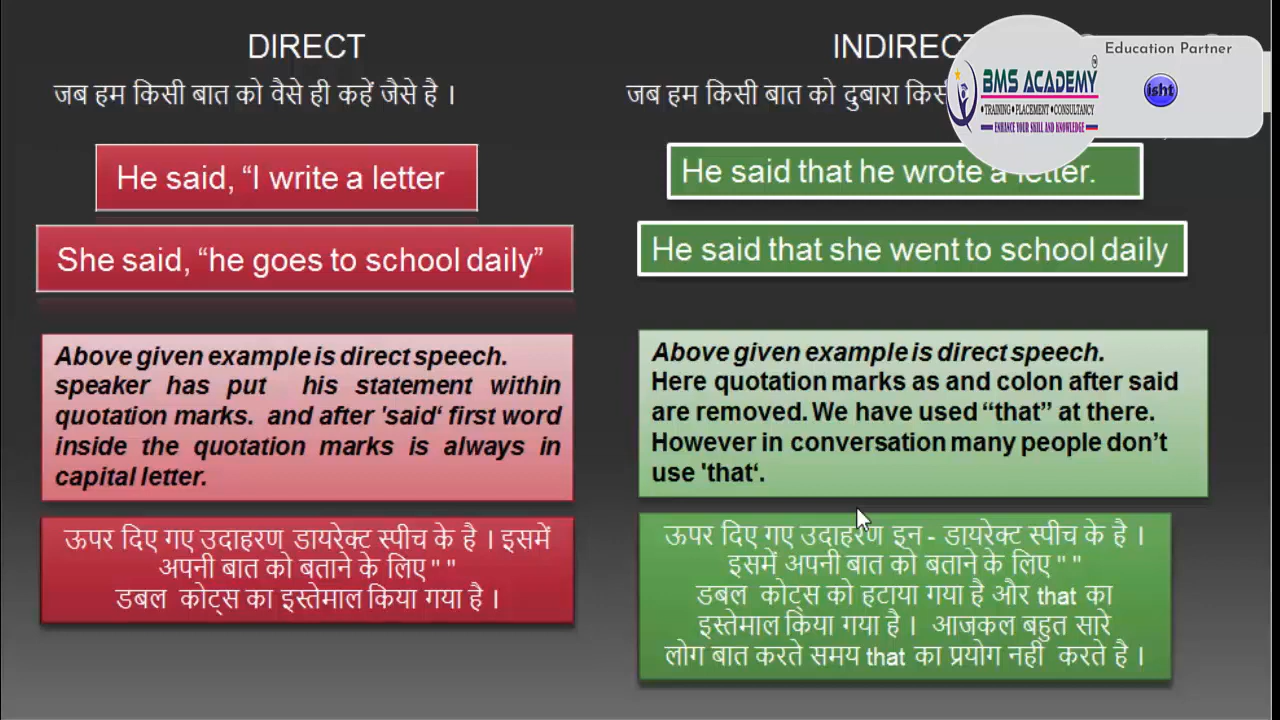 DIRECT
जब हम किसी बात को वैसे ही कहें जैसे है ।
He said, “I write a letter
She said, “he goes to school daily”
Above given example is direct speech.
speaker has put his statement within
quotation marks. and after 'said‘ first word
inside the quotation marks is always in
capital letter.
ऊपर दिए गए उदाहरण डायरेक्ट स्पीच के है । इसमें
अपनी बात को बताने के लिए " "
डबल कोट्स का इस्तेमाल किया गया है ।
INDIRECT
जब हम किसी बात को दुबारा
He said that he wrote a letter.
He said that she went to school daily
Above given example is direct speech.
Here quotation marks as and colon after said
are removed. We have used “that” at there.
However in conversation many people don’t
use 'that‘.
ऊपर दिए गए उदाहरण इन - डायरेक्ट स्पीच के है ।
इसमें अपनी बात को बताने के लिए " "
डबल कोट्स को हटाया गया है और that का
इस्तेमाल किया गया है । आजकल बहुत सारे
लोग बात करते समय that का प्रयोग नही करते है ।
Education Partner
BMS ACADEMY®
•TRAINING•PLACEMENT•CONSULTANCY
ENHANCE YOUR SKILL AND KNOWLEDGE
isht